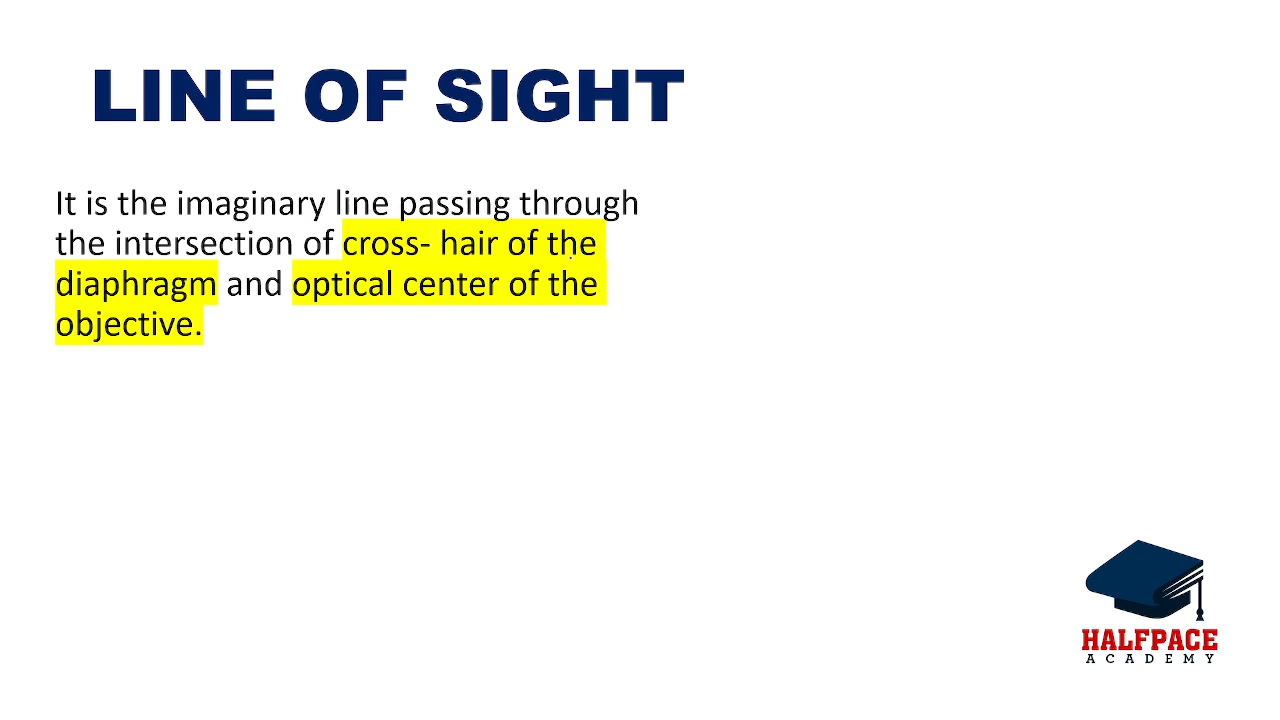 LINE OF SIGHT
It is the imaginary line passing through
the intersection of cross- hair of the
diaphragm and optical center of the
objective.
HALFPACE
ACADEMY